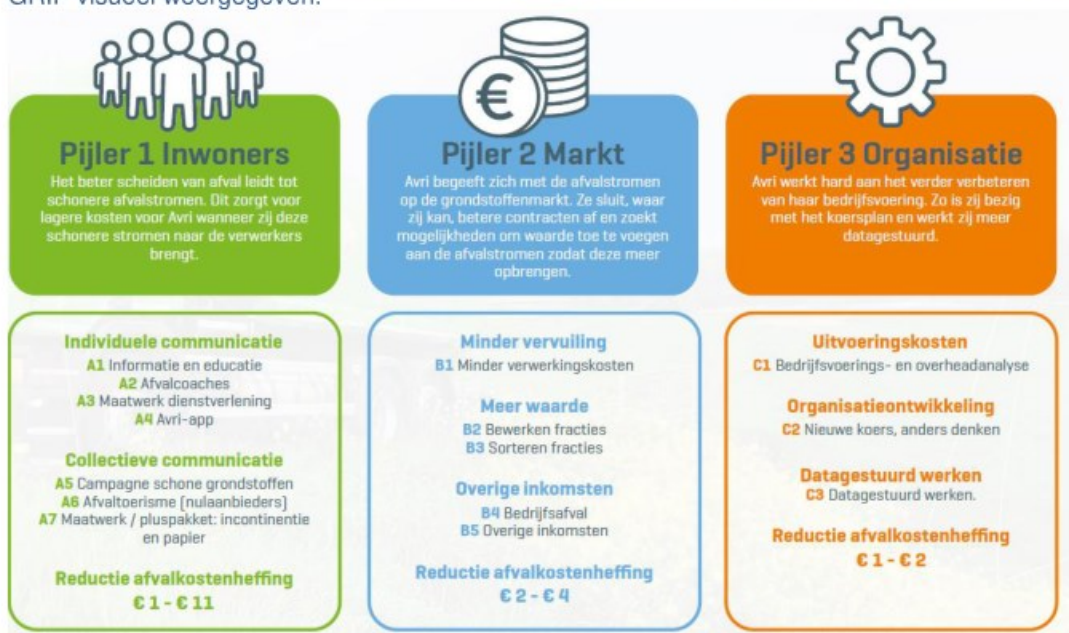 GRIP visueel weergegeven.
€
Pijler 1 Inwoners
Het beter scheiden van afval leidt tot
schonere afvalstromen. Dit zorgt voor
lagere kosten voor Avri wanneer zij deze
schonere stromen naar de verwerkers
brengt.
Individuele communicatie
A1 Informatie en educatie
A2 Afvalcoaches
A3 Maatwerk dienstverlening
A4 Avri-app
Collectieve communicatie
A5 Campagne schone grondstoffen
A6 Afvaltoerisme (nulaanbieders)
A7 Maatwerk / pluspakket: incontinentie
en papier
Reductie afvalkostenheffing
€ 1 - € 11
Pijler 2 Markt
Avri begeeft zich met de afvalstromen
op de grondstoffenmarkt. Ze sluit, waar
zij kan, betere contracten af en zoekt
mogelijkheden om waarde toe te voegen
aan de afvalstromen zodat deze meer
opbrengen.
Minder vervuiling
B1 Minder verwerkingskosten
Meer waarde
B2 Bewerken fracties
B3 Sorteren fracties
Overige inkomsten
B4 Bedrijfsafval
B5 Overige inkomsten
Reductie afvalkostenheffing
€ 2 - € 4
Pijler 3 Organisatie
Avri werkt hard aan het verder verbeteren
van haar bedrijfsvoering. Zo is zij bezig
met het koersplan en werkt zij meer
datagestuurd.
Uitvoeringskosten
C1 Bedrijfsvoerings- en overheadanalyse
Organisatieontwikkeling
C2 Nieuwe koers, anders denken
Datagestuurd werken
C3 Datagestuurd werken.
Reductie afvalkostenheffing
€ 1 - € 2